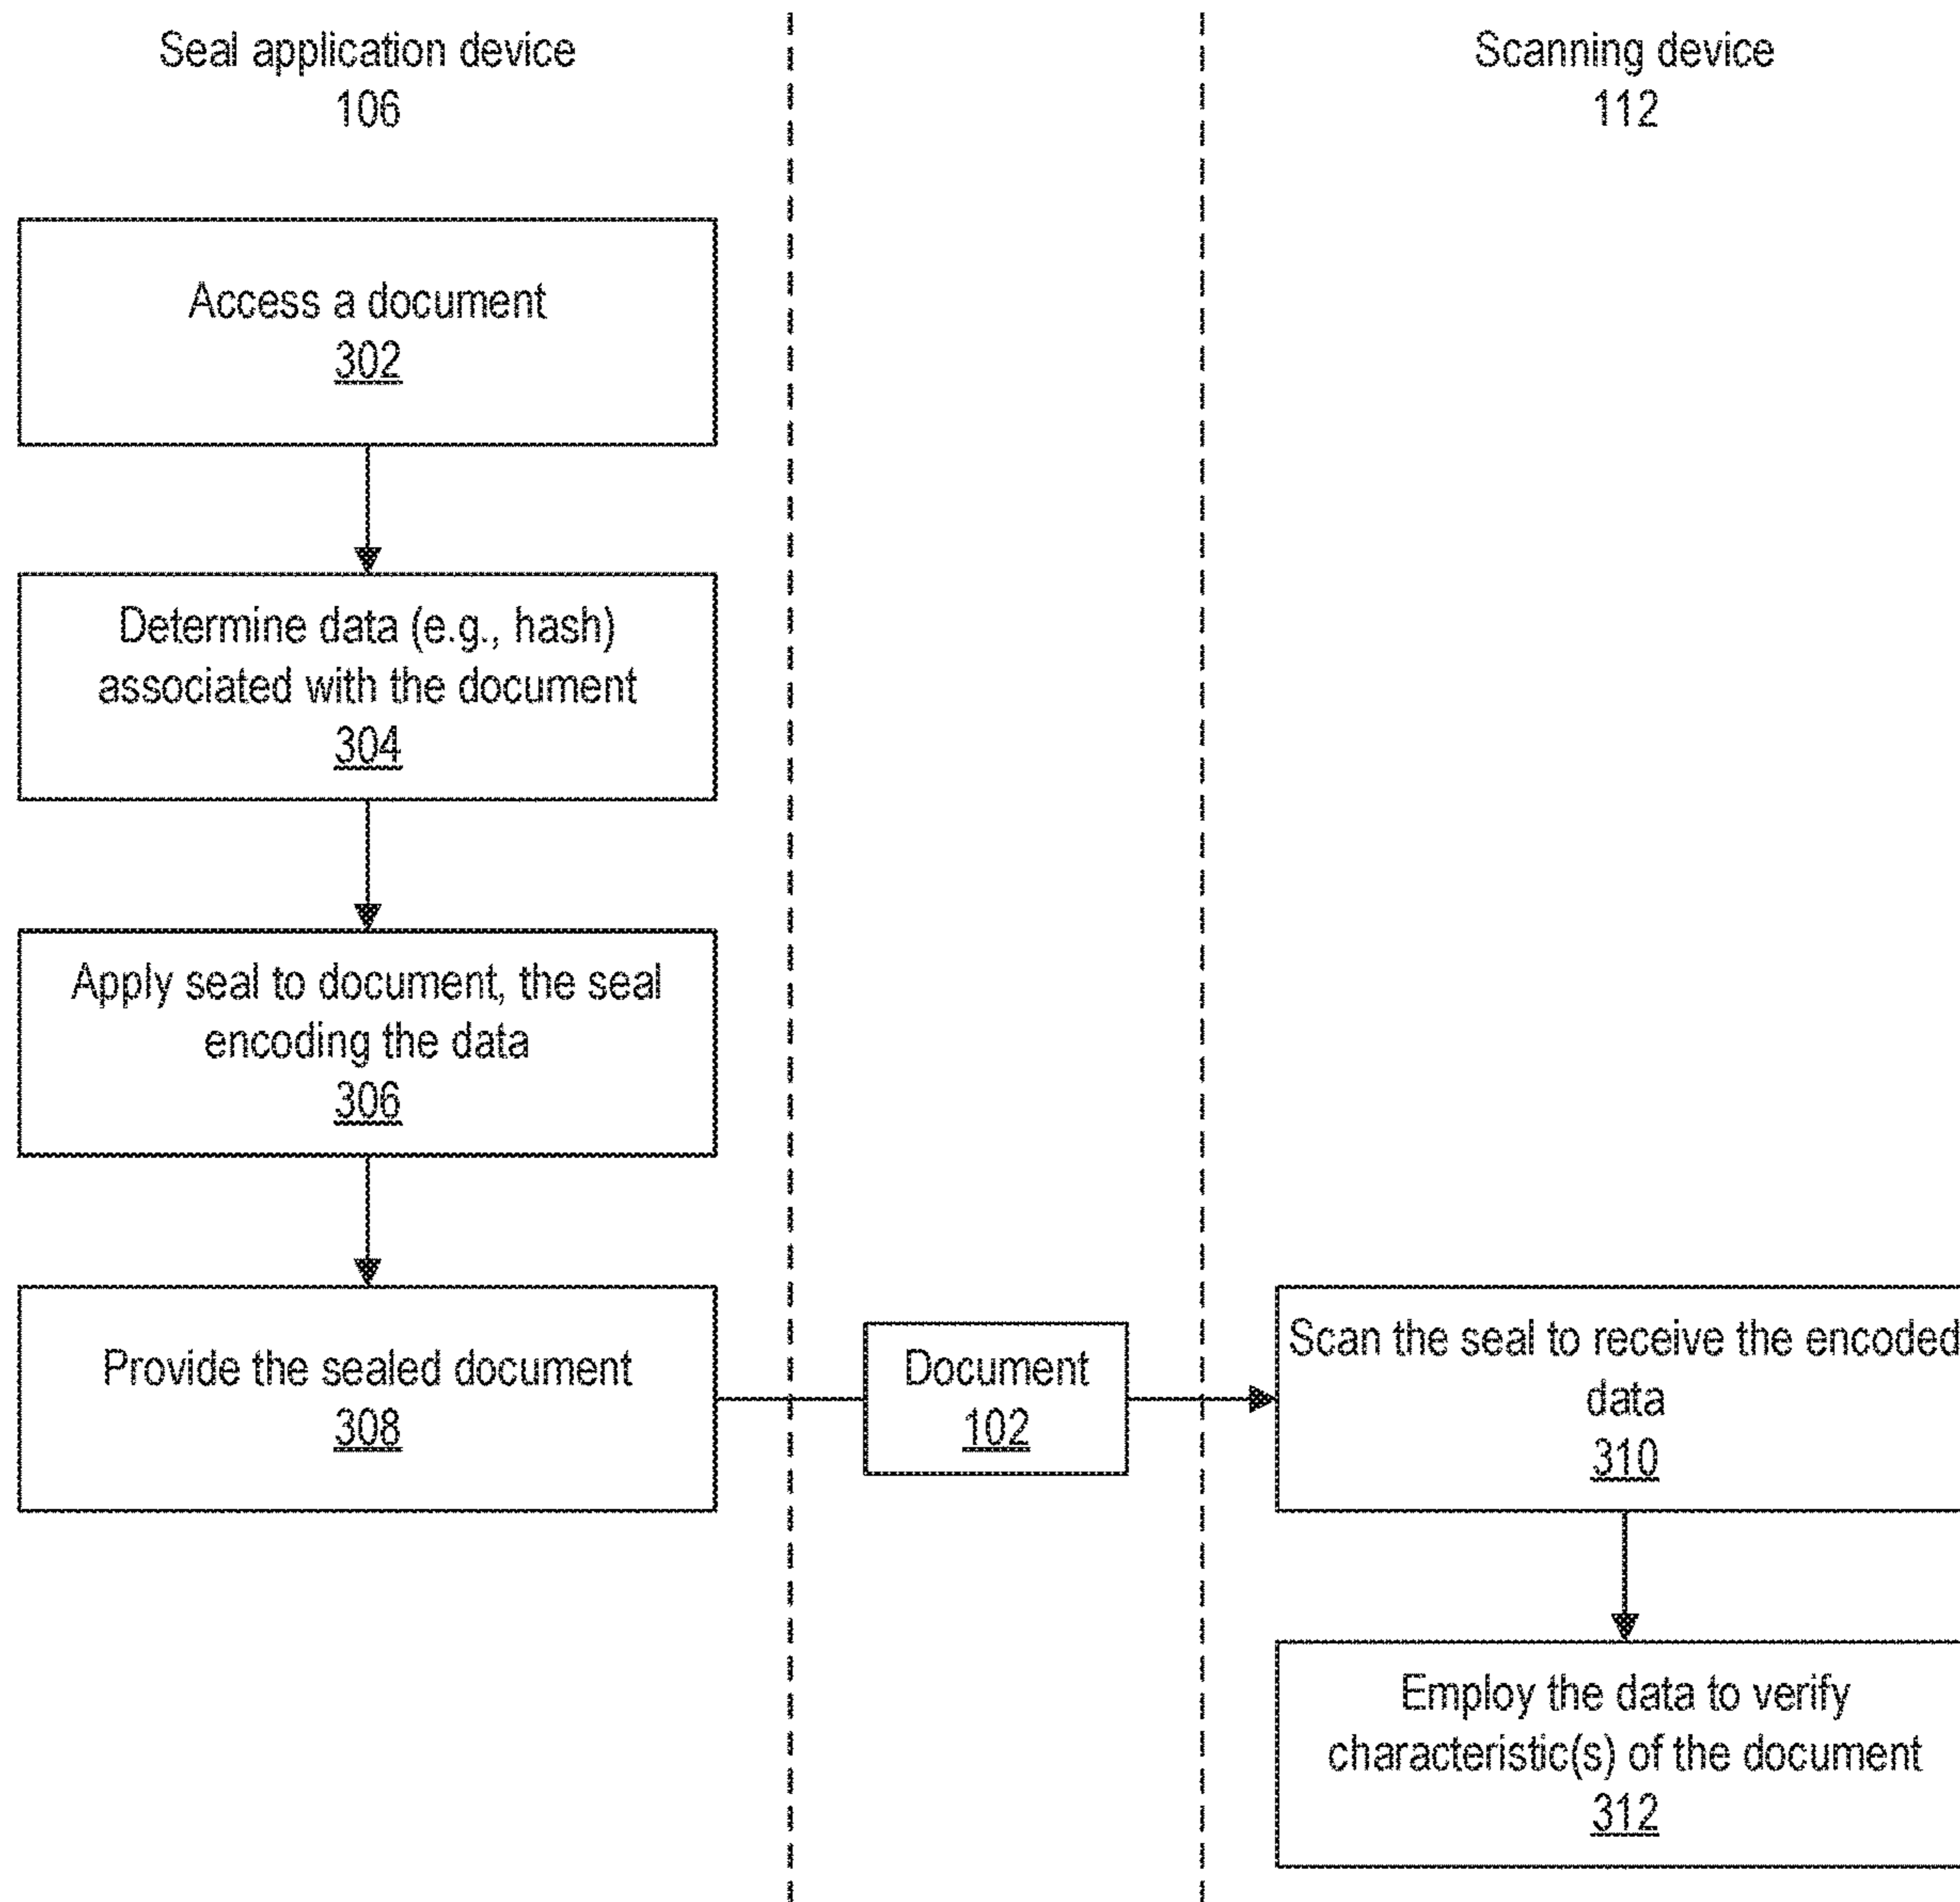 Seal application device
106
Scanning device
112
Access a document
302
Determine data (e.g., hash)
associated with the document
304
Apply seal to document, the seal
encoding the data
306
Provide the sealed document
308
Document
102
Scan the seal to receive the encoded
data
310
Employ the data to verify
characteristic(s) of the document
312